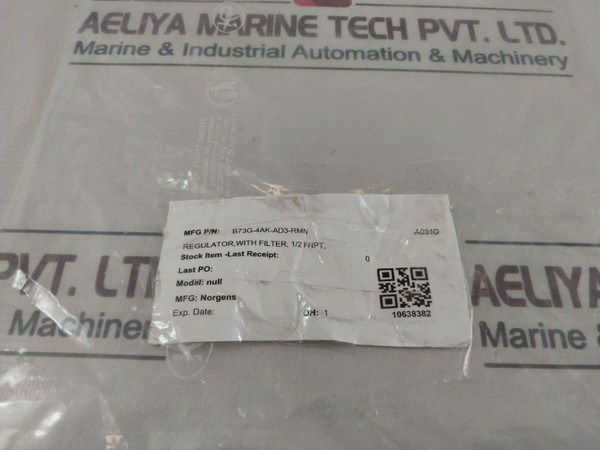 AELIYA MARINE TECH PVT. LTD.
Marine & Industrial Automation & Machinery
MFG P/N: B73G-4AK-AD3-RMN A031D
REGULATOR,WITH FILTER, 1/2 FNPT,
Stock Item -Last Receipt: 0
Last PO:
Model: null
MFG: Norgens
Exp. Date: OH: 1
10638382
PVT. LT
Machiner
AELIYA
Marine &